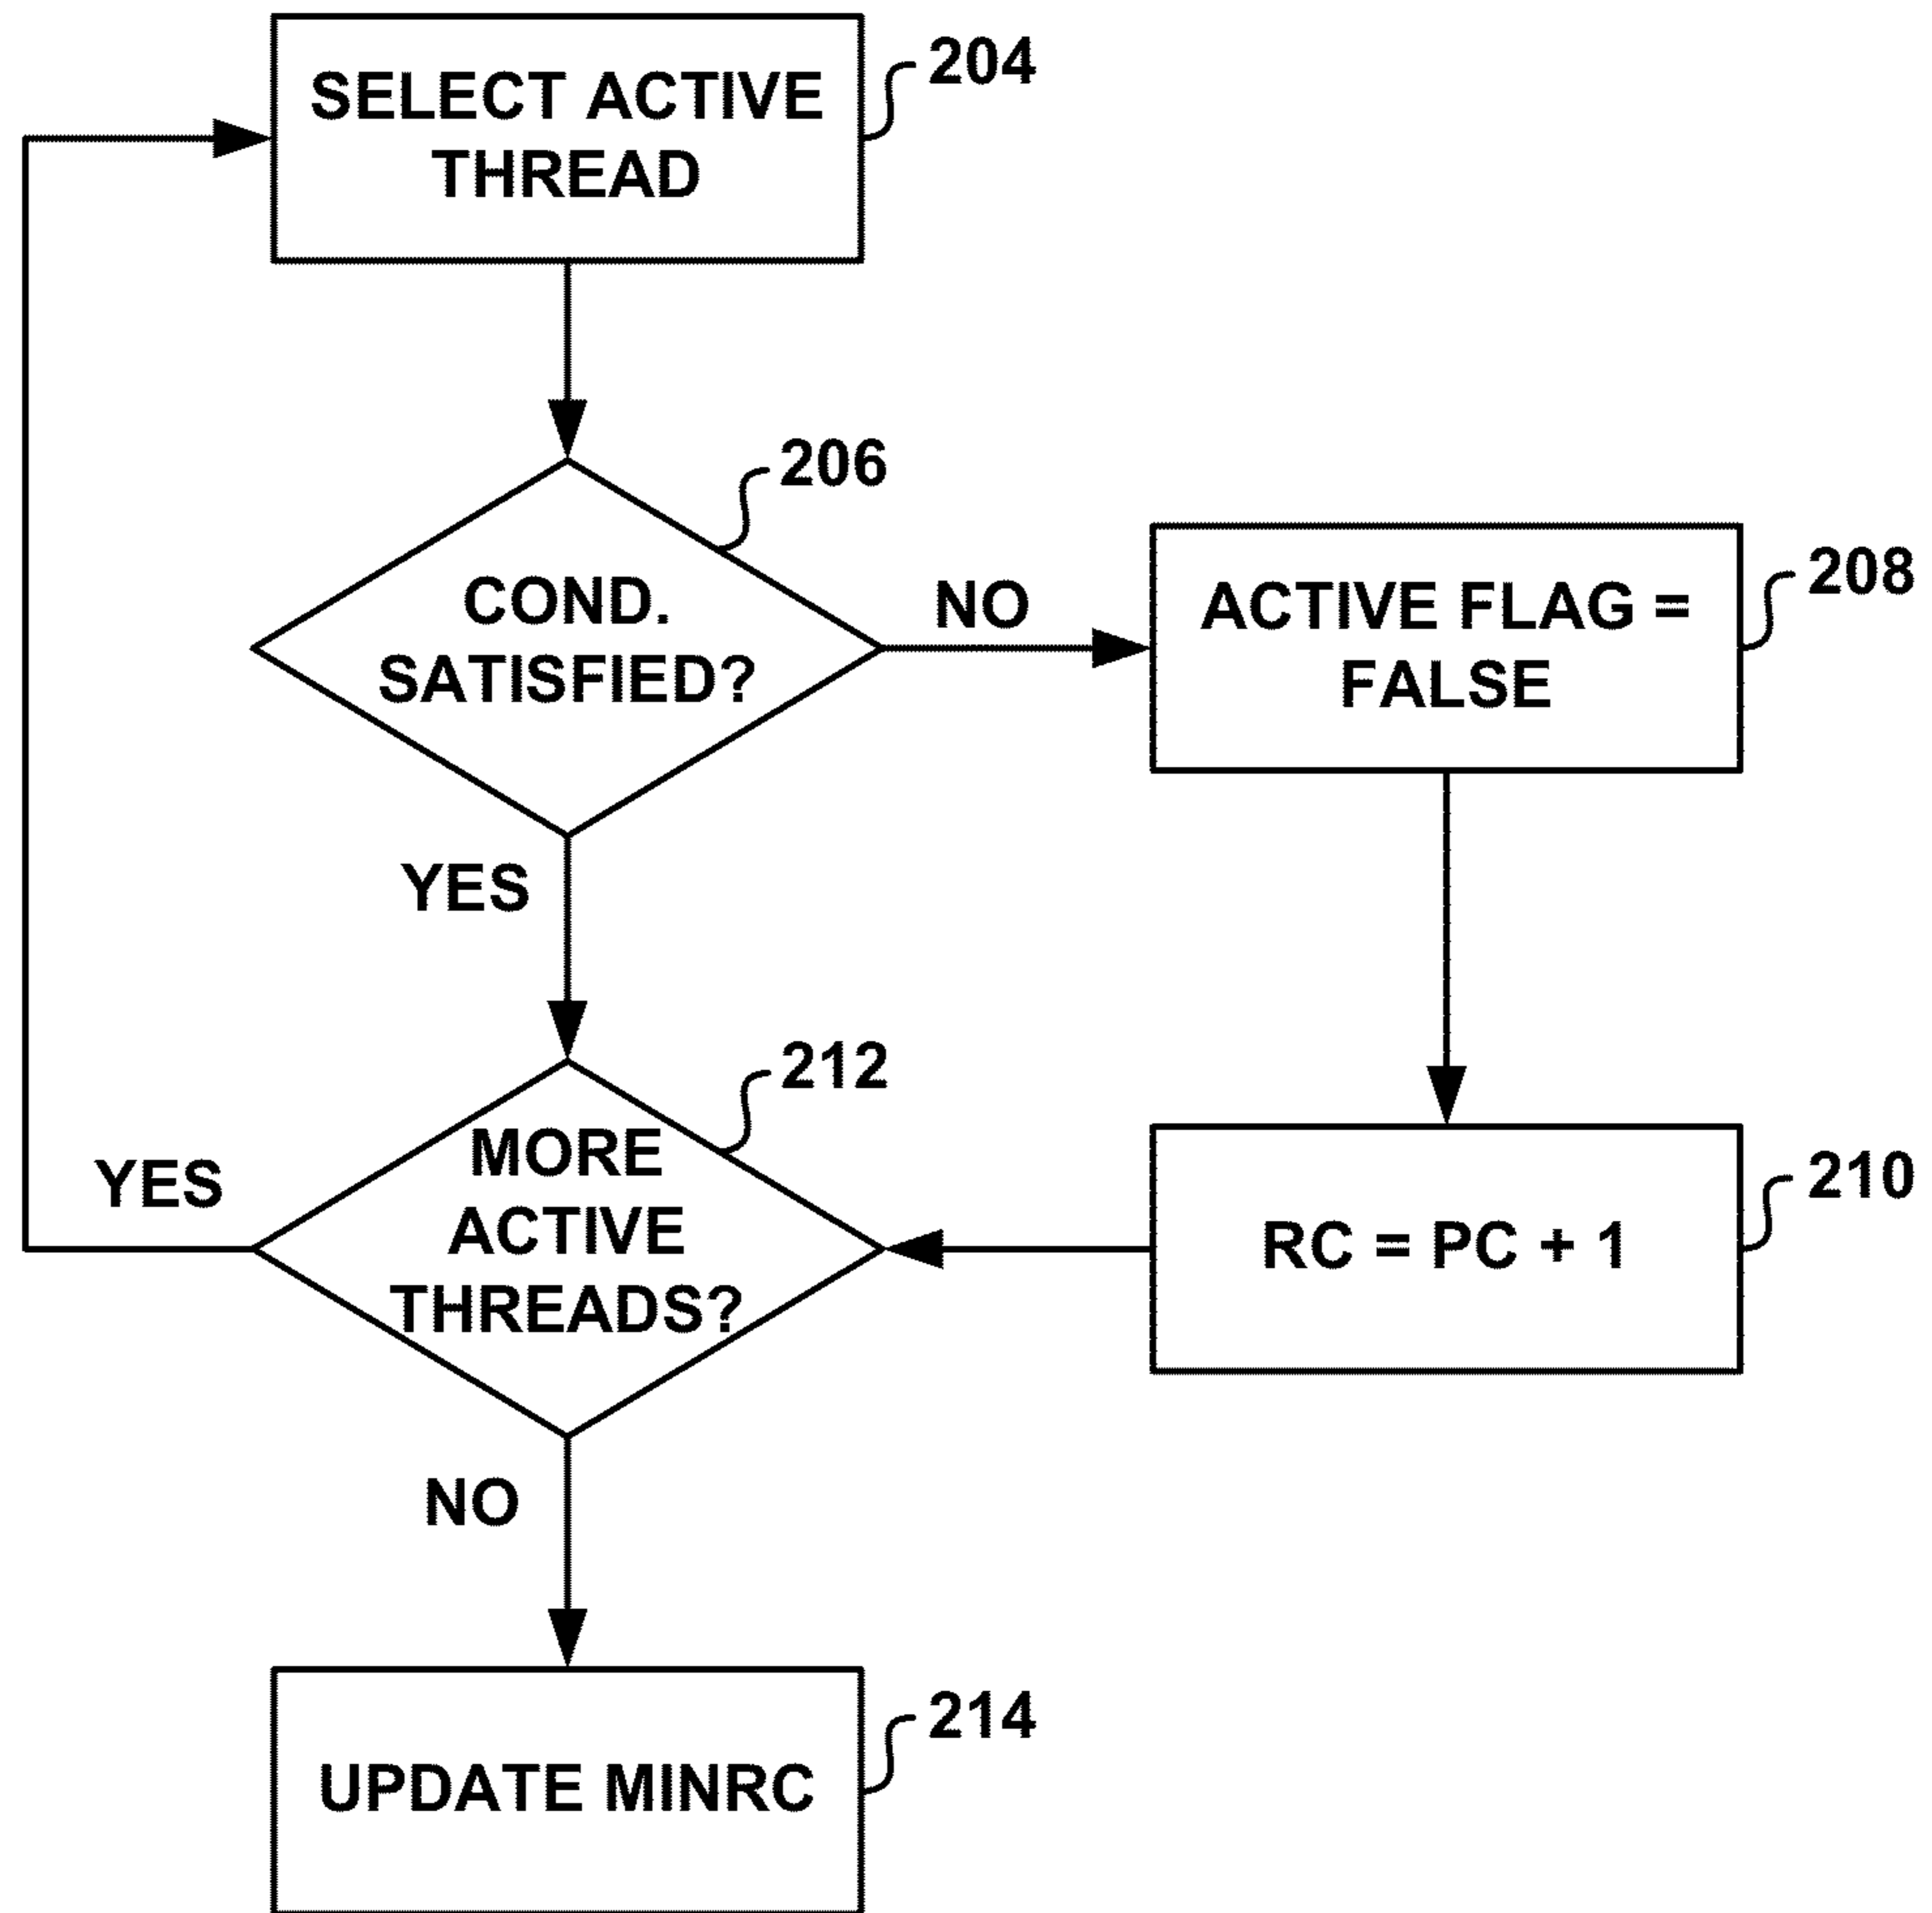 SELECT ACTIVE
THREAD
204
206
COND.
SATISFIED?
NO
ACTIVE FLAG =
FALSE
208
YES
212
MORE
ACTIVE
THREADS?
YES
RC = PC + 1
210
NO
214
UPDATE MINRC